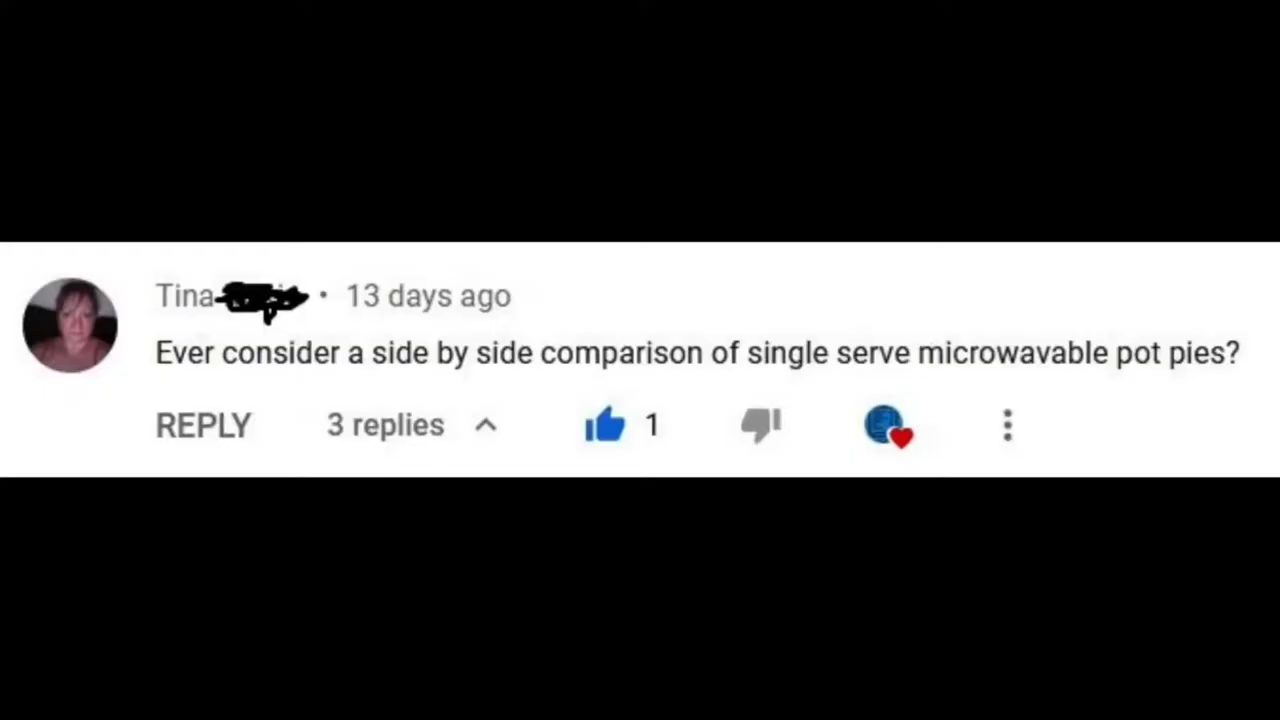 Tina • 13 days ago
Ever consider a side by side comparison of single serve microwavable pot pies?
REPLY 3 replies 1